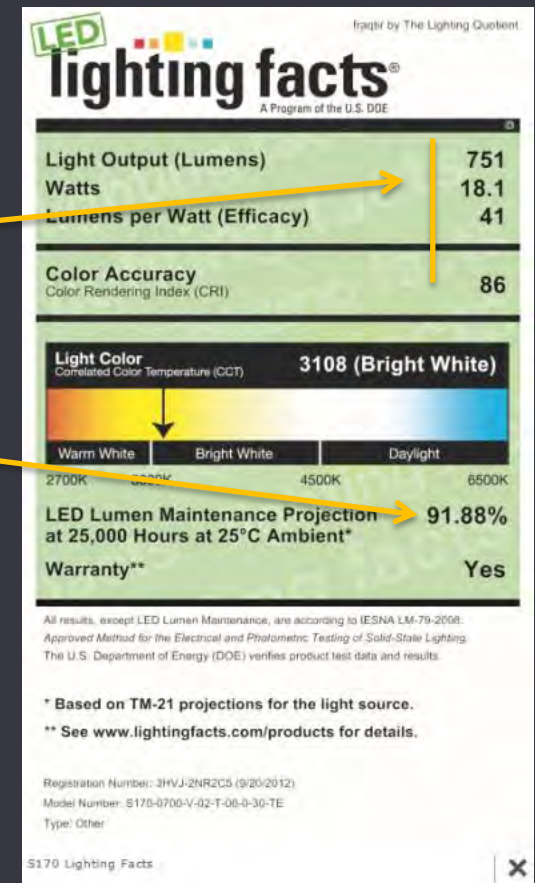 fraqtir by The Lighting Quotient
LED
lighting facts®
A Program of the U.S. DOE
Light Output (Lumens) 751
Watts 18.1
Lumens per Watt (Efficacy) 41
Color Accuracy 86
Color Rendering Index (CRI)
Light Color 3108 (Bright White)
Correlated Color Temperature (CCT)
Warm White Bright White Daylight
2700K 3000K 4500K 6500K
LED Lumen Maintenance Projection 91.88%
at 25,000 Hours at 25°C Ambient*
Warranty** Yes
All results, except LED Lumen Maintenance, are according to IESNA LM-79-2008:
Approved Method for the Electrical and Photometric Testing of Solid-State Lighting.
The U.S. Department of Energy (DOE) verifies product test data and results.
* Based on TM-21 projections for the light source.
** See www.lightingfacts.com/products for details.
Registration Number: 3HVJ-2NR2C5 (9/20/2012)
Model Number: S170-0700-V-02-T-00-0-30-TE
Type: Other
S170 Lighting Facts